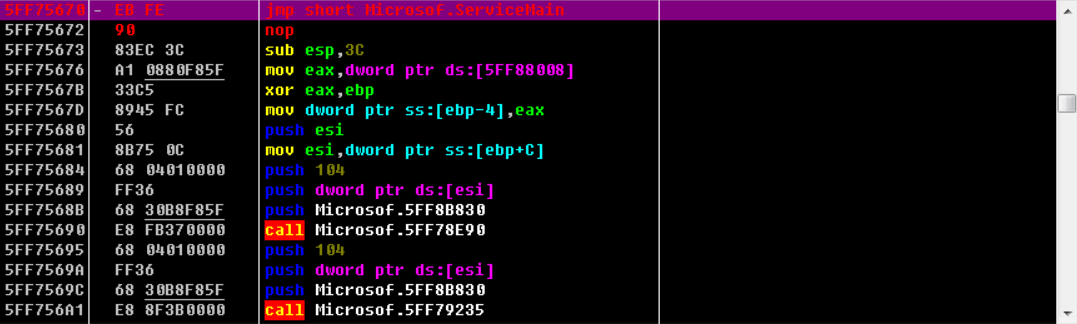 5FF75670 - EB FE jmp short Microsof.ServiceMain
5FF75672 90 nop
5FF75673 83EC 3C sub esp,3C
5FF75676 A1 0880F85F mov eax,dword ptr ds:[5FF88008]
5FF7567B 33C5 xor eax,ebp
5FF7567D 8945 FC mov dword ptr ss:[ebp-4],eax
5FF75680 56 push esi
5FF75681 8B75 0C mov esi,dword ptr ss:[ebp+C]
5FF75684 68 04010000 push 104
5FF75689 FF36 push dword ptr ds:[esi]
5FF7568B 68 30B8F85F push Microsof.5FF8B830
5FF75690 E8 FB370000 call Microsof.5FF78E90
5FF75695 68 04010000 push 104
5FF7569A FF36 push dword ptr ds:[esi]
5FF7569C 68 30B8F85F push Microsof.5FF8B830
5FF756A1 E8 8F3B0000 call Microsof.5FF79235